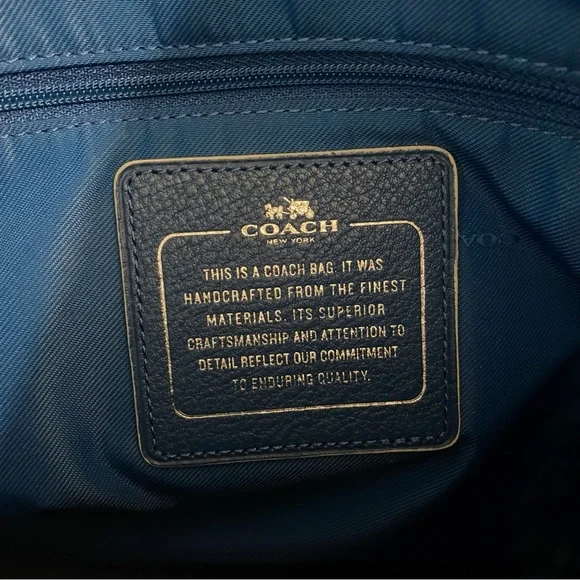 COACH
NEW YORK
THIS IS A COACH BAG. IT WAS
HANDCRAFTED FROM THE FINEST
MATERIALS. ITS SUPERIOR
CRAFTSMANSHIP AND ATTENTION TO
DETAIL REFLECT OUR COMMITMENT
TO ENDURING QUALITY.
COACH